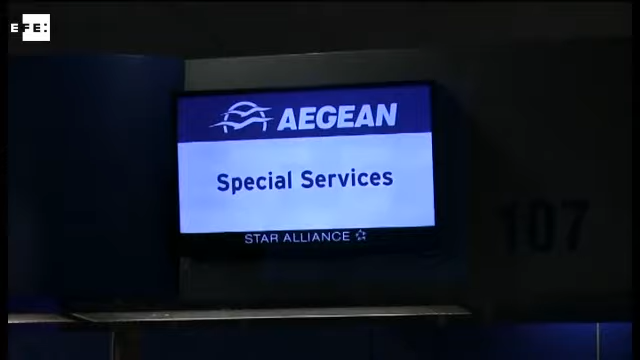 EFE:
AEGEAN
Special Services
STAR ALLIANCE
107